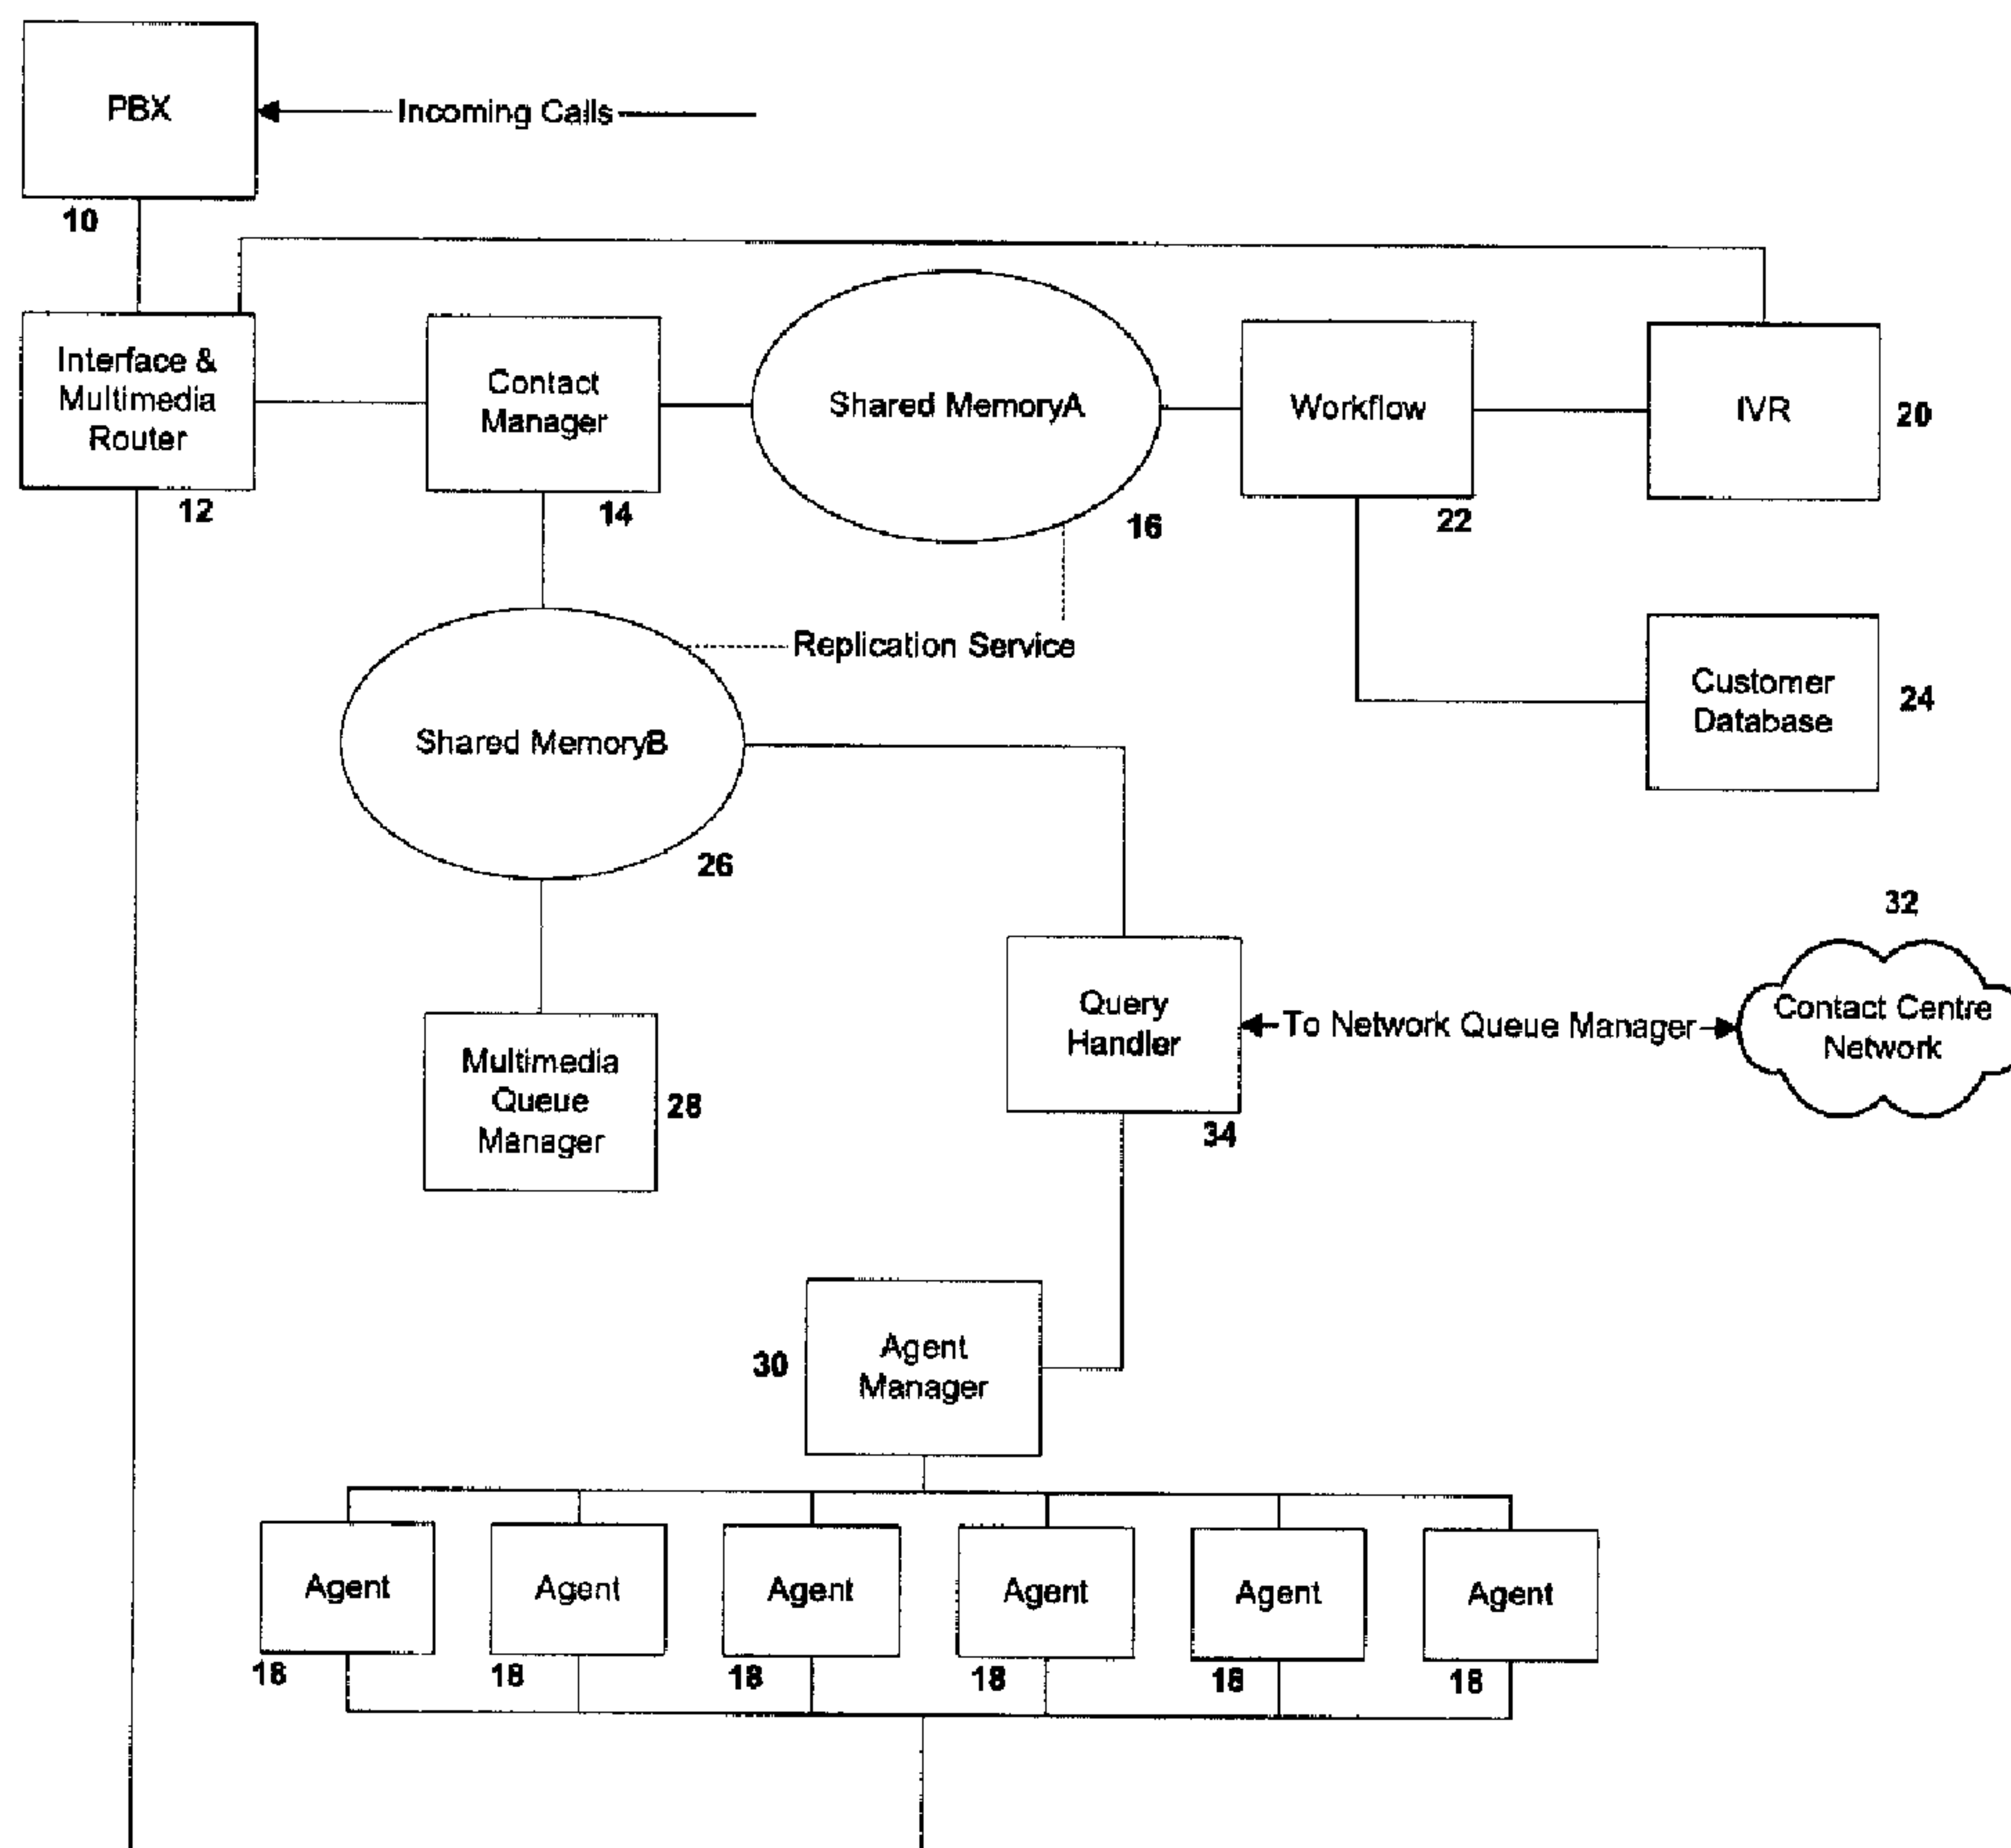 PBX
Incoming Calls
10
Interface &
Multimedia
Router
12
Contact
Manager
14
Shared MemoryA
16
Workflow
22
IVR
20
Replication Service
Customer
Database
24
Shared MemoryB
26
32
Contact Centre
Network
Query
Handler
34
To Network Queue Manager
Multimedia
Queue
Manager
28
30
Agent
Manager
Agent
Agent
Agent
Agent
Agent
Agent
18
18
18
18
18
18